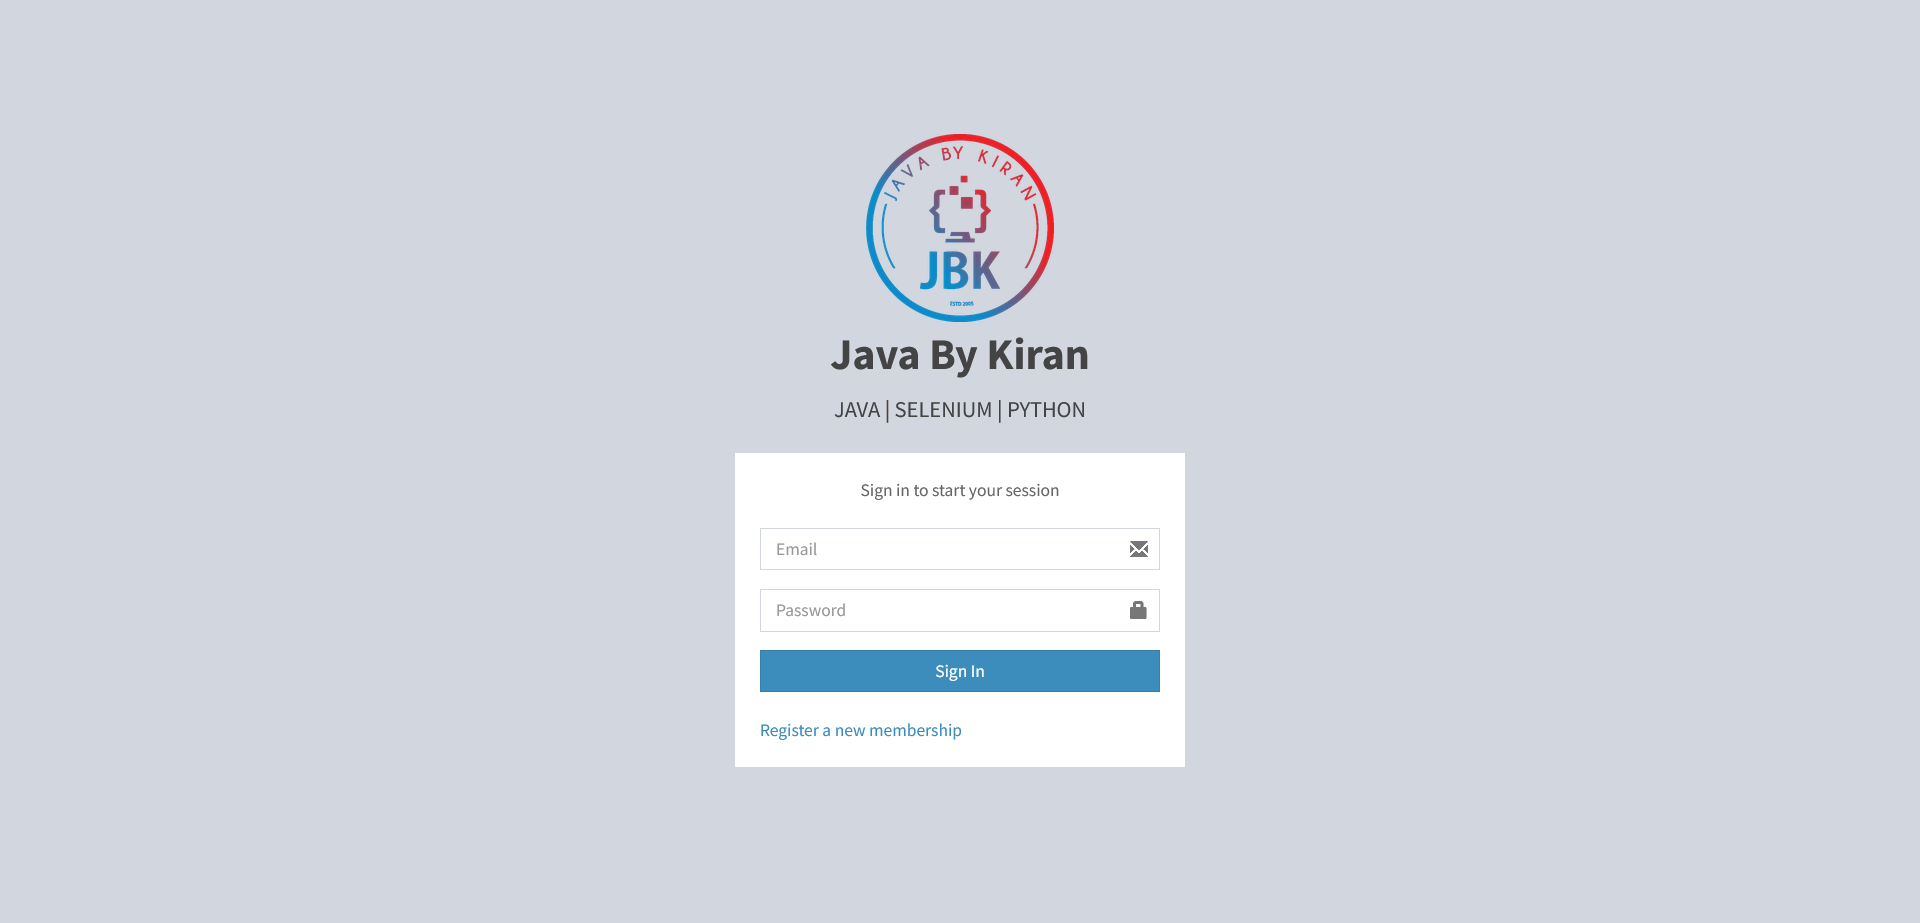 JAVA BY KIRAN
JBK
ESTD 2005
Java By Kiran
JAVA | SELENIUM | PYTHON
Sign in to start your session
Email
Password
Sign In
Register a new membership